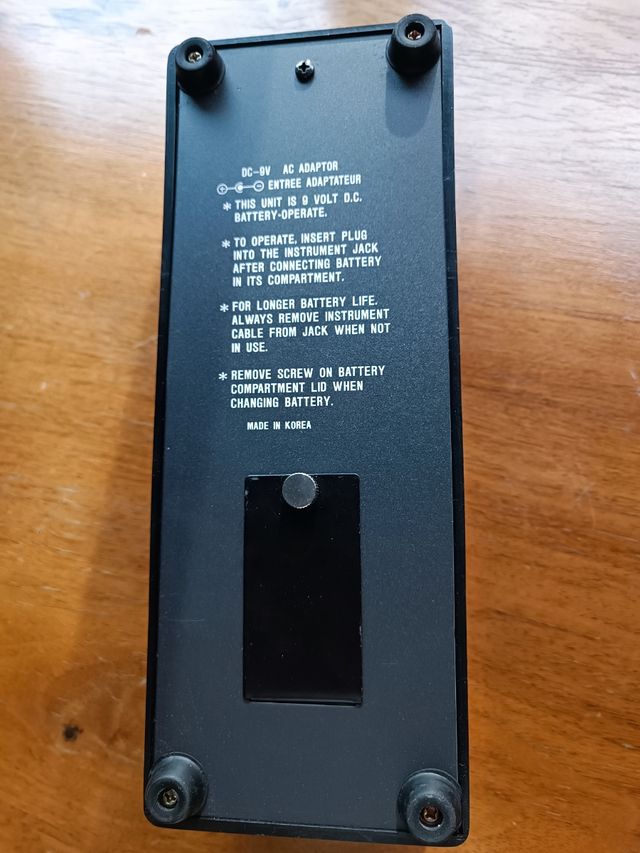 DC-9V AC ADAPTOR
+ - ENTREE ADAPTATEUR
* THIS UNIT IS 9 VOLT D.C.
BATTERY-OPERATE.
* TO OPERATE, INSERT PLUG
INTO THE INSTRUMENT JACK
AFTER CONNECTING BATTERY
IN ITS COMPARTMENT.
* FOR LONGER BATTERY LIFE.
ALWAYS REMOVE INSTRUMENT
CABLE FROM JACK WHEN NOT
IN USE.
* REMOVE SCREW ON BATTERY
COMPARTMENT LID WHEN
CHANGING BATTERY.
MADE IN KOREA